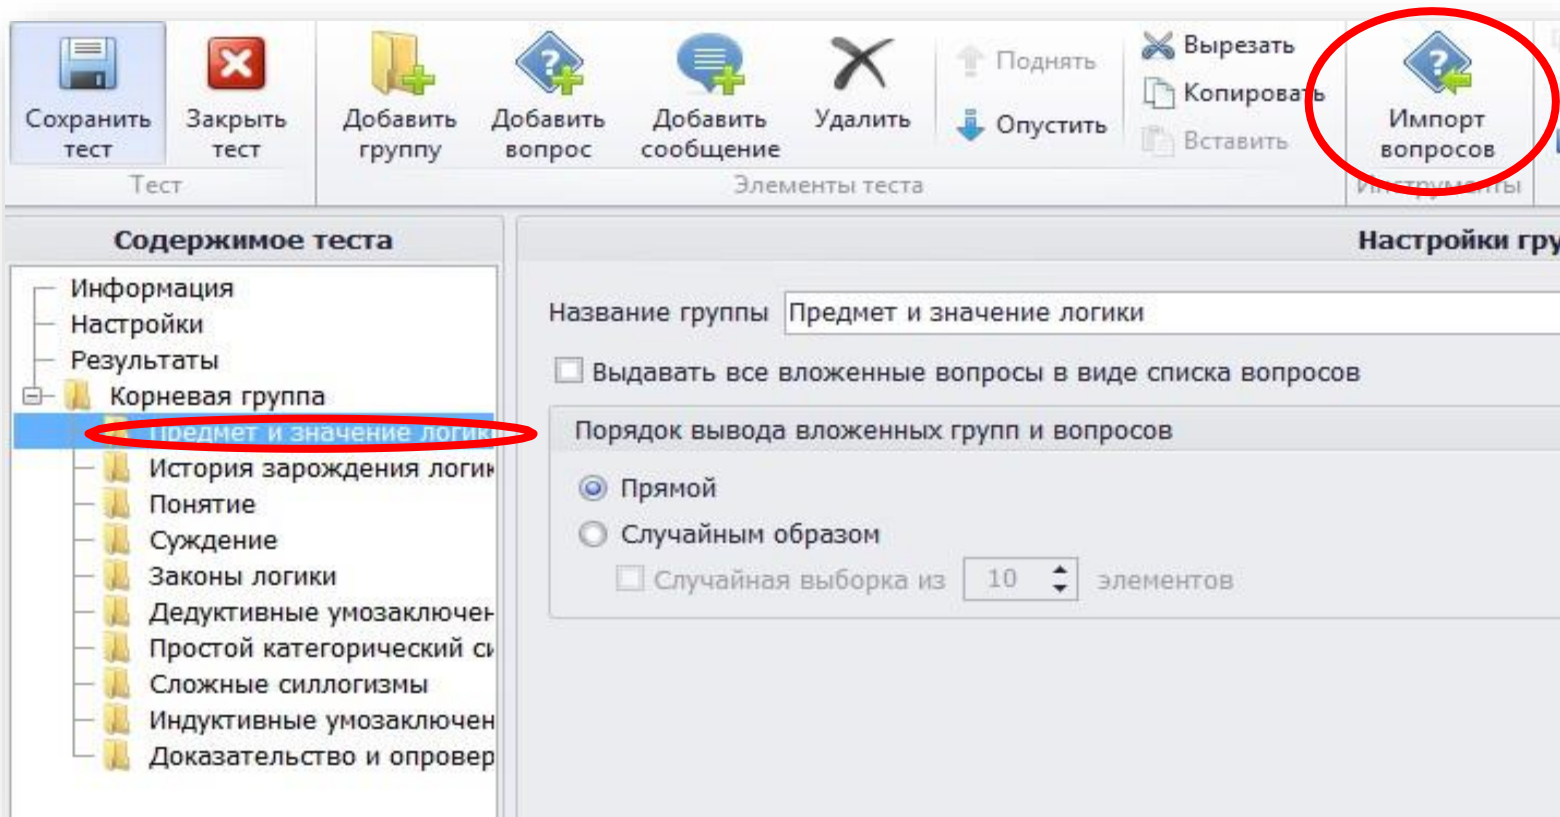 Сохранить
тест
Закрыть
тест
Добавить
группу
Добавить
вопрос
Добавить
сообщение
Удалить
Поднять
Опустить
Вырезать
Копировать
Вставить
Импорт
вопросов
Тест
Элементы теста
Инструменты
Содержимое теста
Информация
Настройки
Результаты
Корневая группа
Предмет и значение логик
История зарождения логик
Понятие
Суждение
Законы логики
Дедуктивные умозаключен
Простой категорический си
Сложные силлогизмы
Индуктивные умозаключен
Доказательство и опровер
Настройки гру
Название группы Предмет и значение логики
Выдавать все вложенные вопросы в виде списка вопросов
Порядок вывода вложенных групп и вопросов
Прямой
Случайным образом
Случайная выборка из 10 элементов